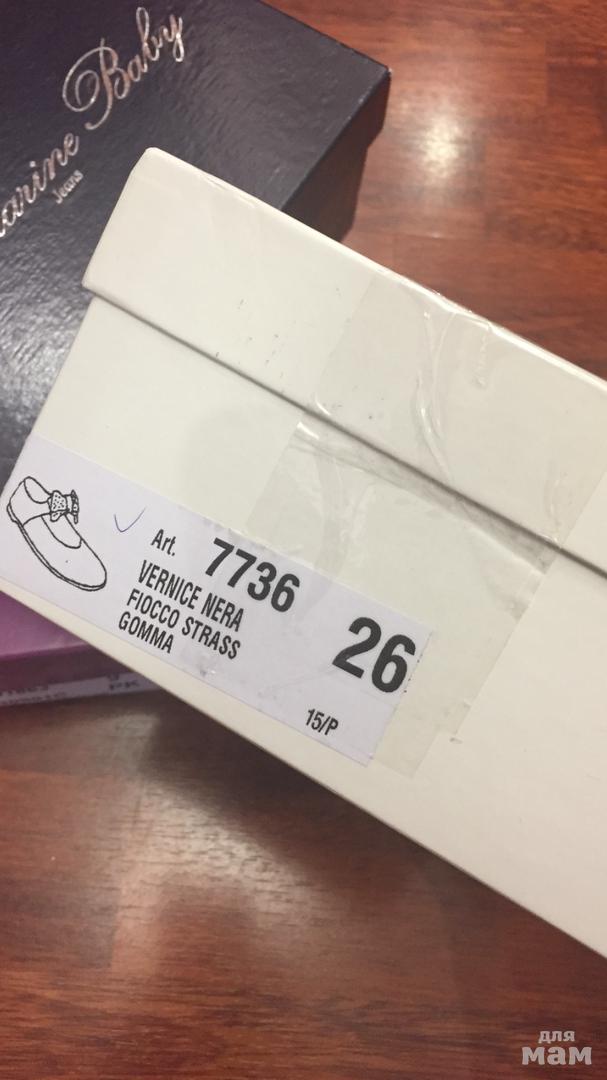 Baby
Jeans
Art. 7736
VERNICE NERA
FIOCCO STRASS
GOMMA
26
15/P
для
мам